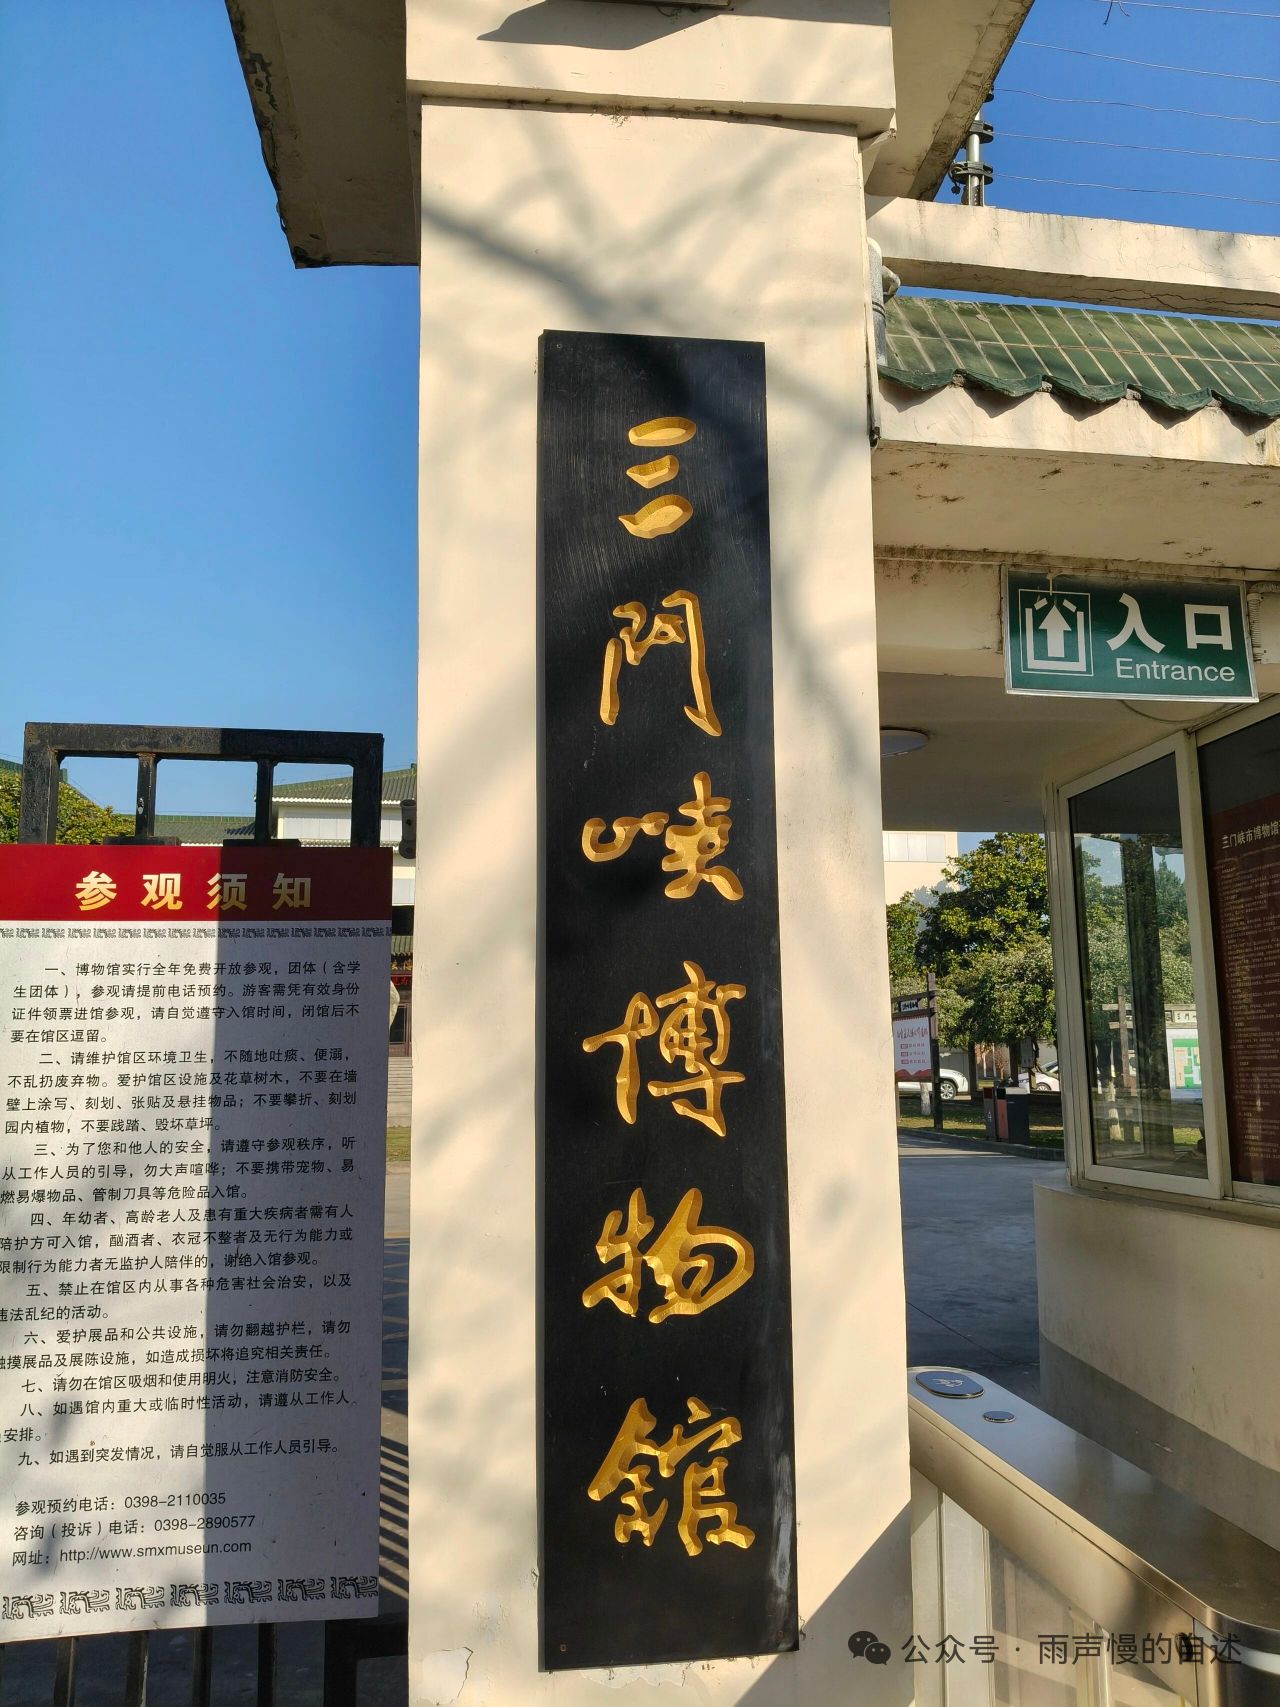 三門峽博物館
入口
Entrance
参观须知
一、博物馆实行全年免费开放参观，团体（含学
生团体），参观请提前电话预约。游客需凭有效身份
证件领票进馆参观，请自觉遵守入馆时间，闭馆后不
要在馆区逗留。
二、请维护馆区环境卫生，不随地吐痰、便溺，
不乱扔废弃物。爱护馆区设施及花草树木，不要在墙
壁上涂写、刻划、张贴及悬挂物品；不要攀折、刻划
园内植物，不要践踏、毁坏草坪。
三、为了您和他人的安全，请遵守参观秩序，听
从工作人员的引导，勿大声喧哗；不要携带宠物、易
燃易爆物品、管制刀具等危险品入馆。
四、年幼者、高龄老人及患有重大疾病者需有人
陪护方可入馆，酗酒者、衣冠不整者及无行为能力或
限制行为能力者无监护人陪伴的，谢绝入馆参观。
五、禁止在馆区内从事各种危害社会治安，以及
违法乱纪的活动。
六、爱护展品和公共设施，请勿翻越护栏，请勿
触摸展品及展陈设施，如造成损坏将追究相关责任。
七、请勿在馆区吸烟和使用明火，注意消防安全。
八、如遇馆内重大或临时性活动，请遵从工作人
员安排。
九、如遇到突发情况，请自觉服从工作人员引导。
参观预约电话：0398-2110035
咨询（投诉）电话：0398-2890577
网址：http://www.smxmuseun.com
三门峡市博物馆
公众号 · 雨声慢的自述